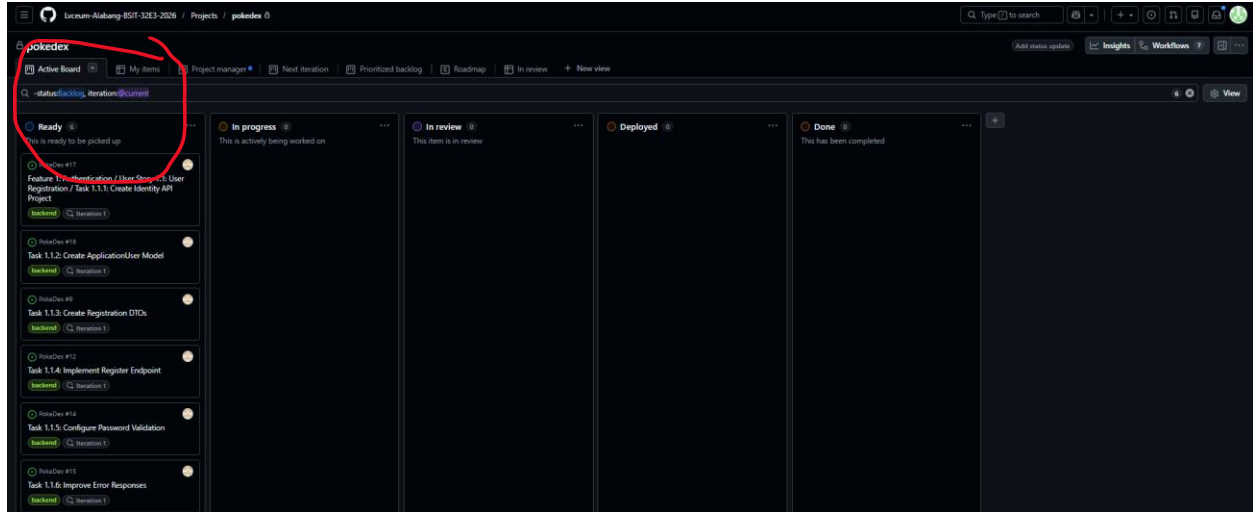 Lyceum-Alabang-BSIT-32E3-2026 / Projects / pokedex
Type / to search
pokedex
Add status update
Insights
Workflows 7
Active Board
My items
Project manager
Next iteration
Prioritized backlog
Roadmap
In review
+ New view
-status:Backlog, iteration:@current
6
View
Ready 6
This is ready to be picked up
PokeDex #17
Feature 1: Authentication / User Story 1.1: User
Registration / Task 1.1.1: Create Identity API
Project
backend Iteration 1
PokeDex #18
Task 1.1.2: Create ApplicationUser Model
backend Iteration 1
PokeDex #9
Task 1.1.3: Create Registration DTOs
backend Iteration 1
PokeDex #12
Task 1.1.4: Implement Register Endpoint
backend Iteration 1
PokeDex #14
Task 1.1.5: Configure Password Validation
backend Iteration 1
PokeDex #15
Task 1.1.6: Improve Error Responses
backend Iteration 1
In progress 0
This is actively being worked on
In review 0
This item is in review
Deployed 0
Done 0
This has been completed